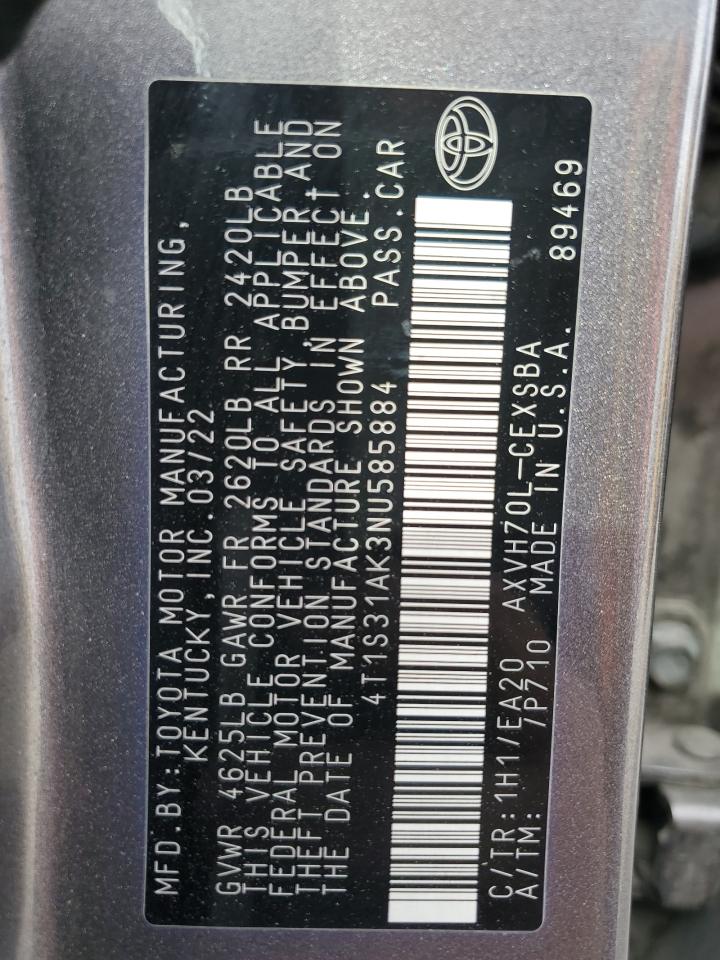 MFD.BY:TOYOTA MOTOR MANUFACTURING,
KENTUCKY,INC.03/22
GVWR 4625LB GAWR FR 2620LB RR 2420LB
THIS VEHICLE CONFORMS TO ALL APPLICABLE
FEDERAL MOTOR VEHICLE SAFETY, BUMPER, AND
THEFT PREVENTION STANDARDS IN EFFECT ON
THE DATE OF MANUFACTURE SHOWN ABOVE.
4T1S31AK3NU585884 PASS.CAR
C/TR:1H1/EA20 AXVH70L-CEXSBA
A/TM: /P710 MADE IN U.S.A. 89469